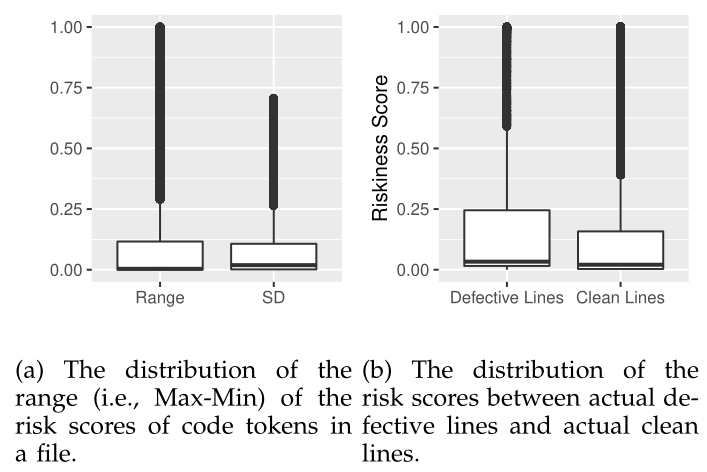 1.00
0.75
0.50
0.25
0.00
Range
SD
Riskiness Score
1.00
0.75
0.50
0.25
0.00
Defective Lines
Clean Lines
(a) The distribution of the
range (i.e., Max-Min) of the
risk scores of code tokens in
a file.
(b) The distribution of the
risk scores between actual de-
fective lines and actual clean
lines.